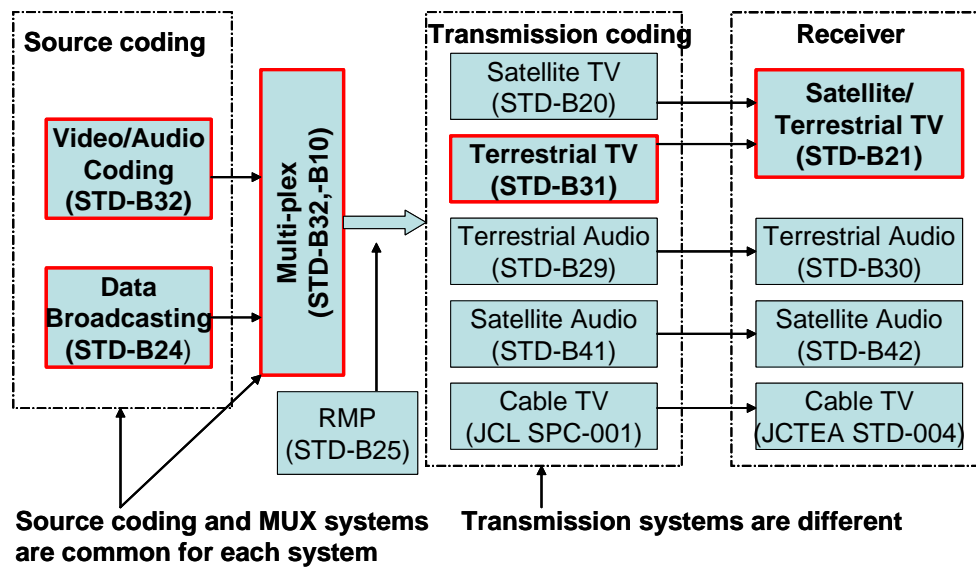 Source coding
Video/Audio
Coding
(STD-B32)
Data
Broadcasting
(STD-B24)
Multi-plex
(STD-B32,-B10)
RMP
(STD-B25)
Transmission coding
Satellite TV
(STD-B20)
Terrestrial TV
(STD-B31)
Terrestrial Audio
(STD-B29)
Satellite Audio
(STD-B41)
Cable TV
(JCL SPC-001)
Receiver
Satellite/
Terrestrial TV
(STD-B21)
Terrestrial Audio
(STD-B30)
Satellite Audio
(STD-B42)
Cable TV
(JCTEA STD-004)
Source coding and MUX systems
are common for each system
Transmission systems are different